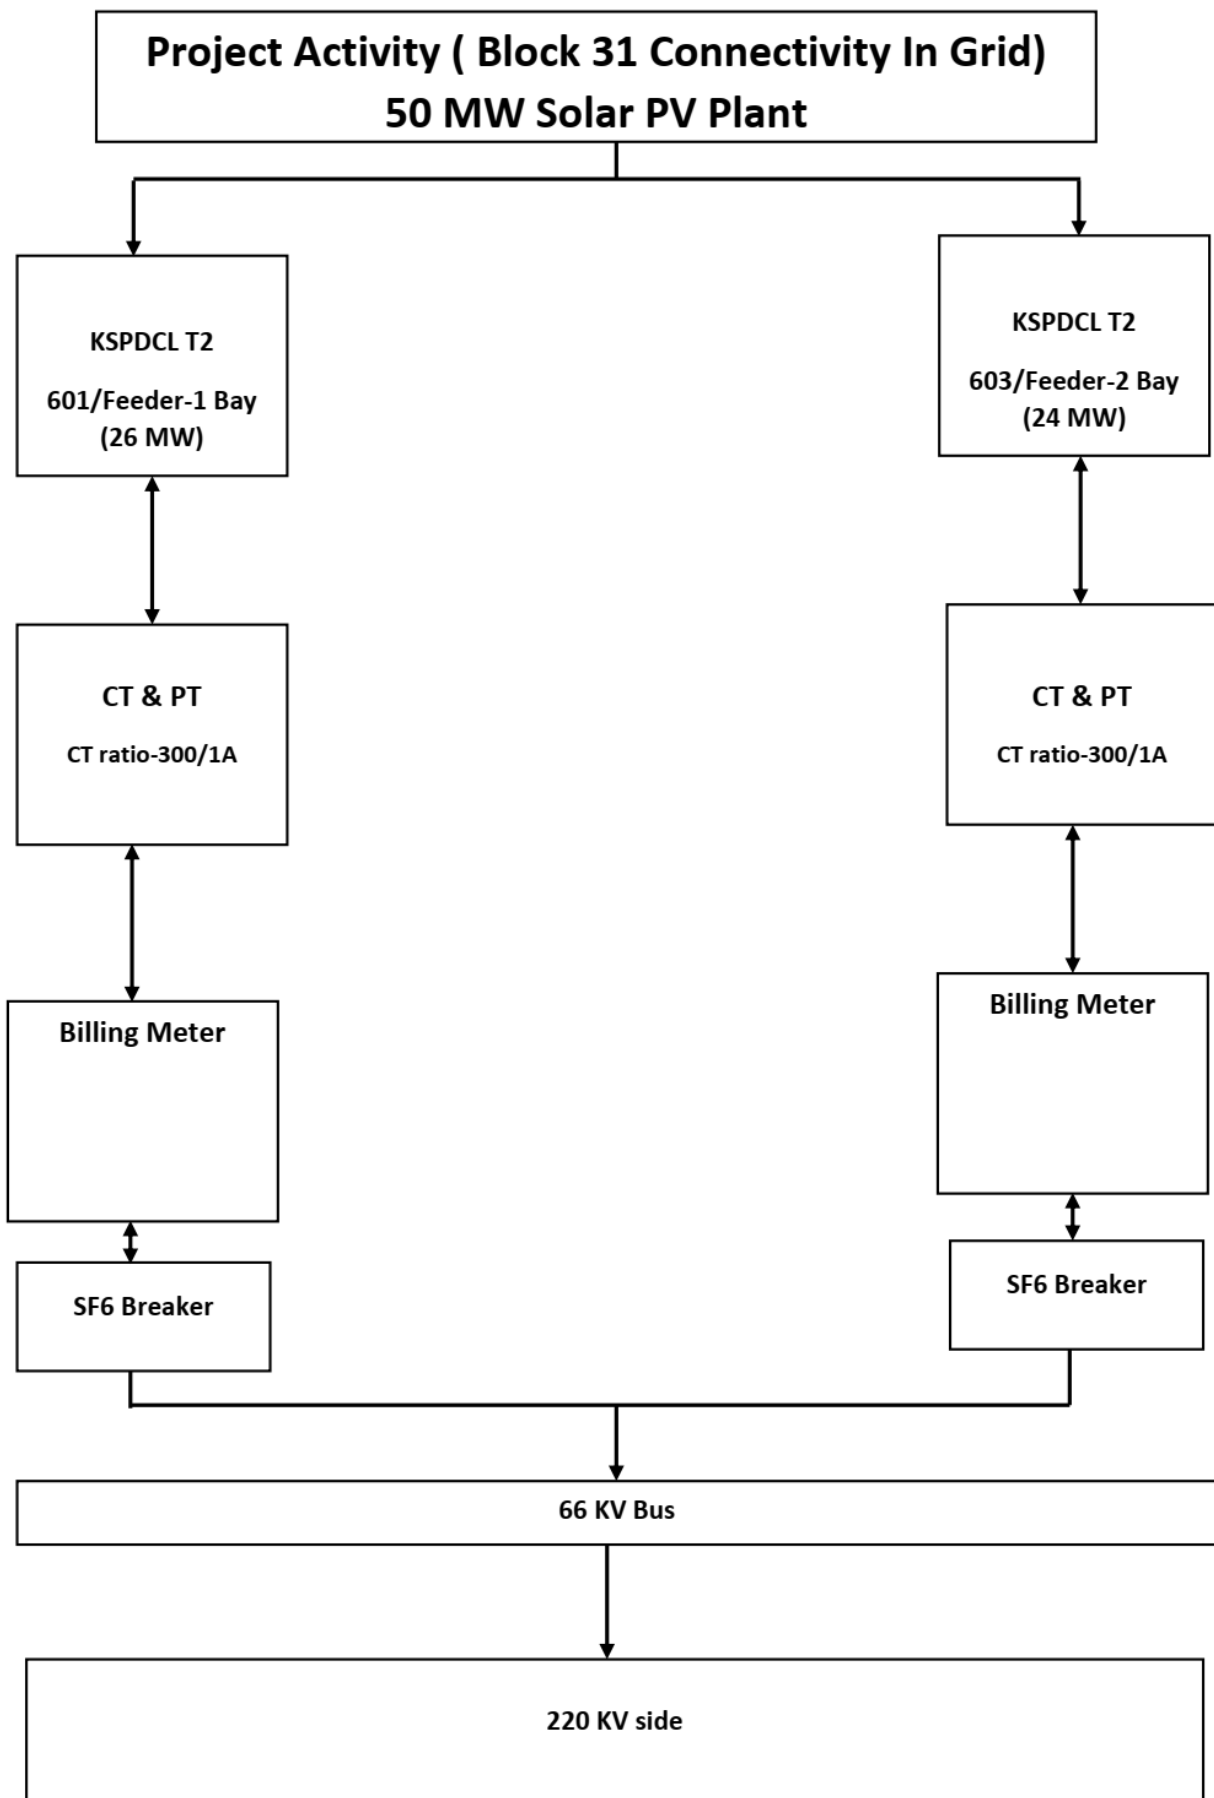 Project Activity ( Block 31 Connectivity In Grid)
50 MW Solar PV Plant
KSPDCL T2
601/Feeder-1 Bay
(26 MW)
KSPDCL T2
603/Feeder-2 Bay
(24 MW)
CT & PT
CT ratio-300/1A
CT & PT
CT ratio-300/1A
Billing Meter
Billing Meter
SF6 Breaker
SF6 Breaker
66 KV Bus
220 KV side